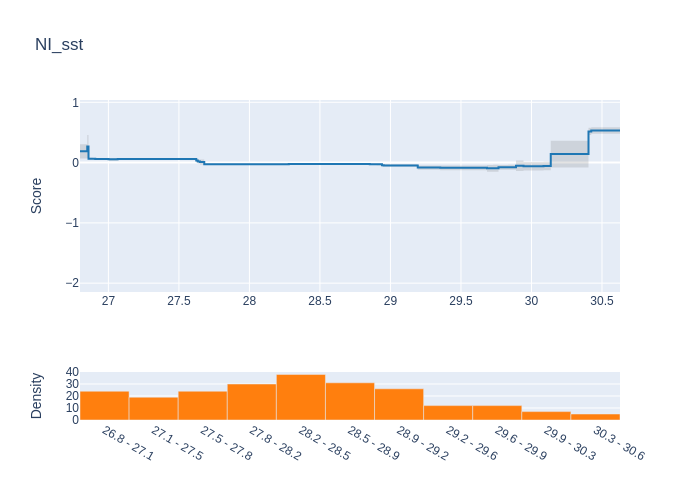 NI_sst
Score
1
0
−1
−2
27
27.5
28
28.5
29
29.5
30
30.5
Density
40
30
20
10
0
26.8 - 27.1
27.1 - 27.5
27.5 - 27.8
27.8 - 28.2
28.2 - 28.5
28.5 - 28.9
28.9 - 29.2
29.2 - 29.6
29.6 - 29.9
29.9 - 30.3
30.3 - 30.6